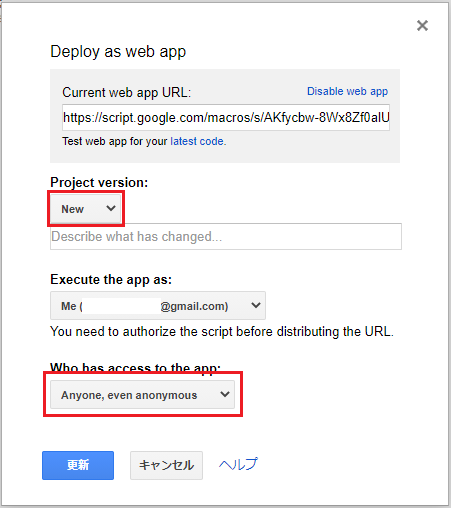 Deploy as web app
Current web app URL: Disable web app
https://script.google.com/macros/s/AKfycbw-8Wx8Zf0alU
Test web app for your latest code.
Project version:
New
Describe what has changed...
Execute the app as:
Me ( @gmail.com)
You need to authorize the script before distributing the URL.
Who has access to the app:
Anyone, even anonymous
更新 キャンセル ヘルプ